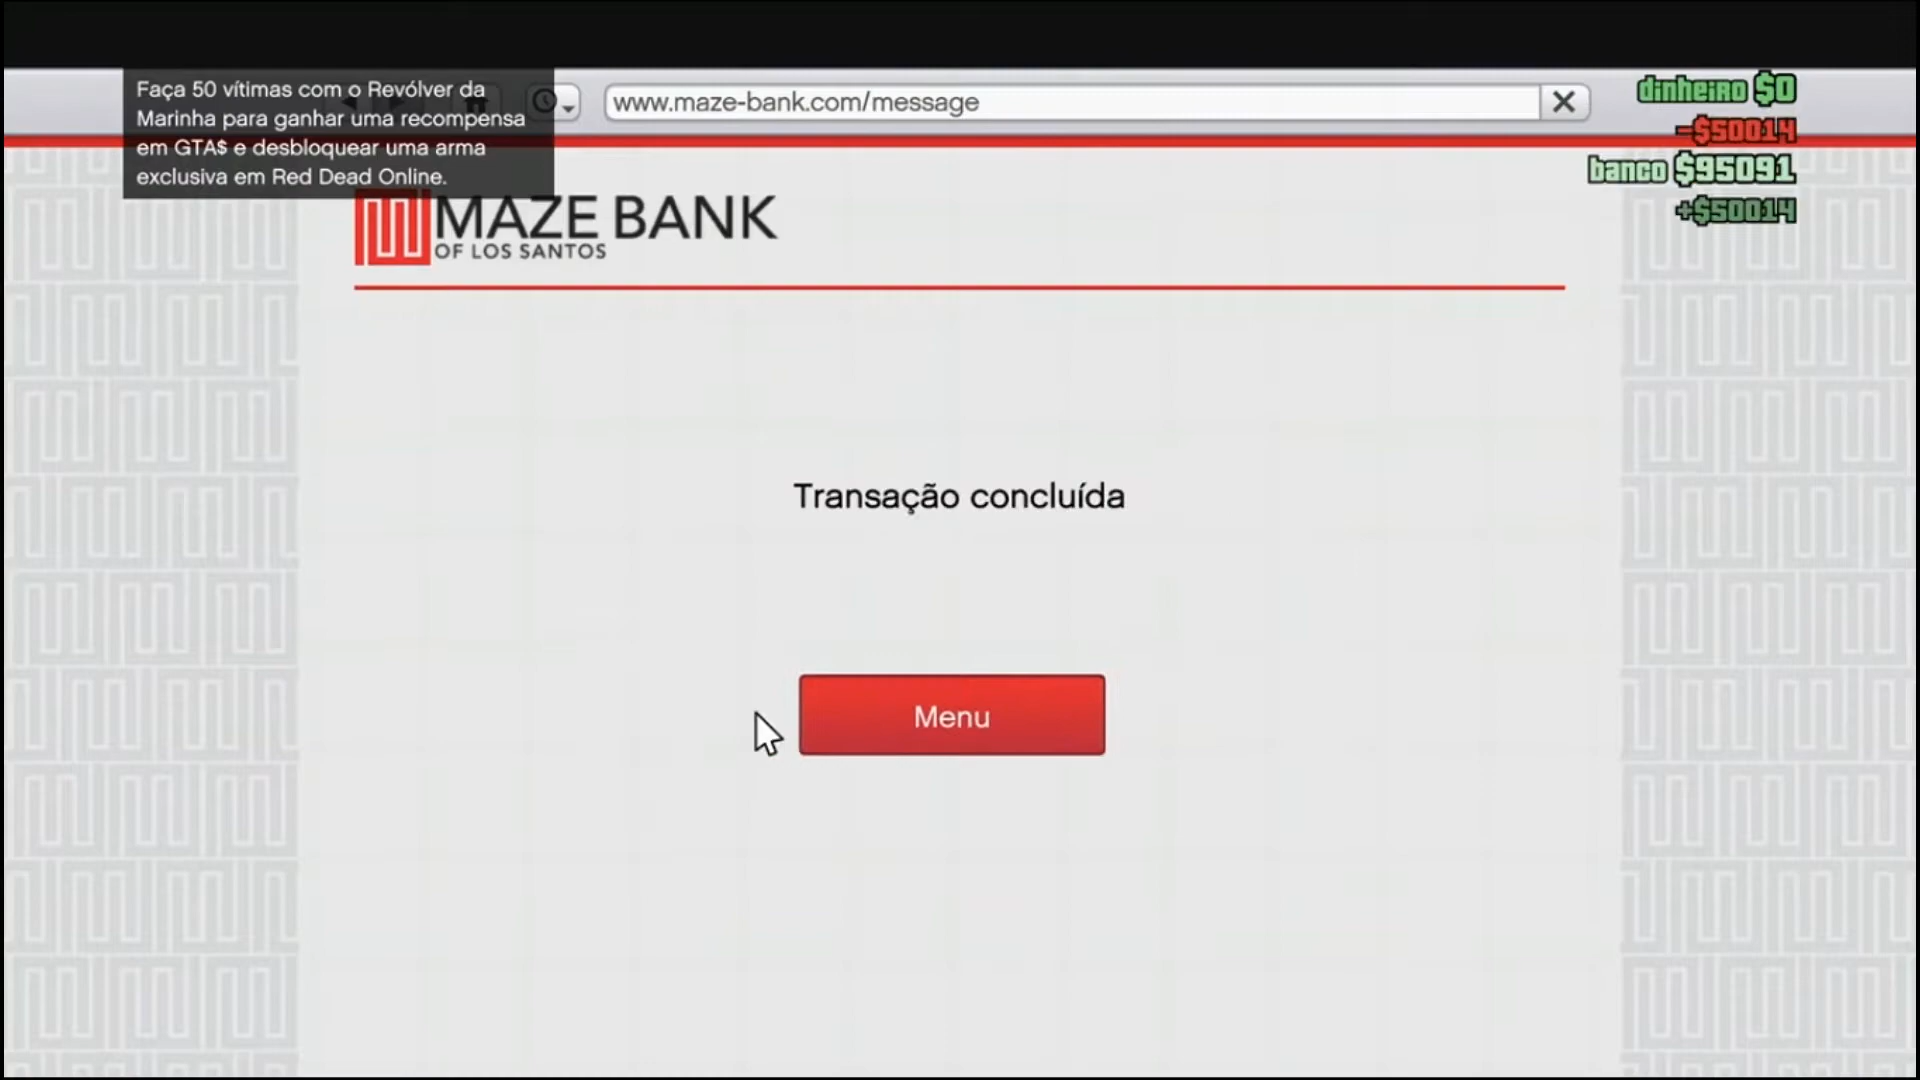 Faça 50 vítimas com o Revólver da
Marinha para ganhar uma recompensa
em GTA$ e desbloquear uma arma
exclusiva em Red Dead Online.
www.maze-bank.com/message
dinheiro $0
-$50014
banco $95091
+$50014
MAZE BANK
OF LOS SANTOS
Transação concluída
Menu